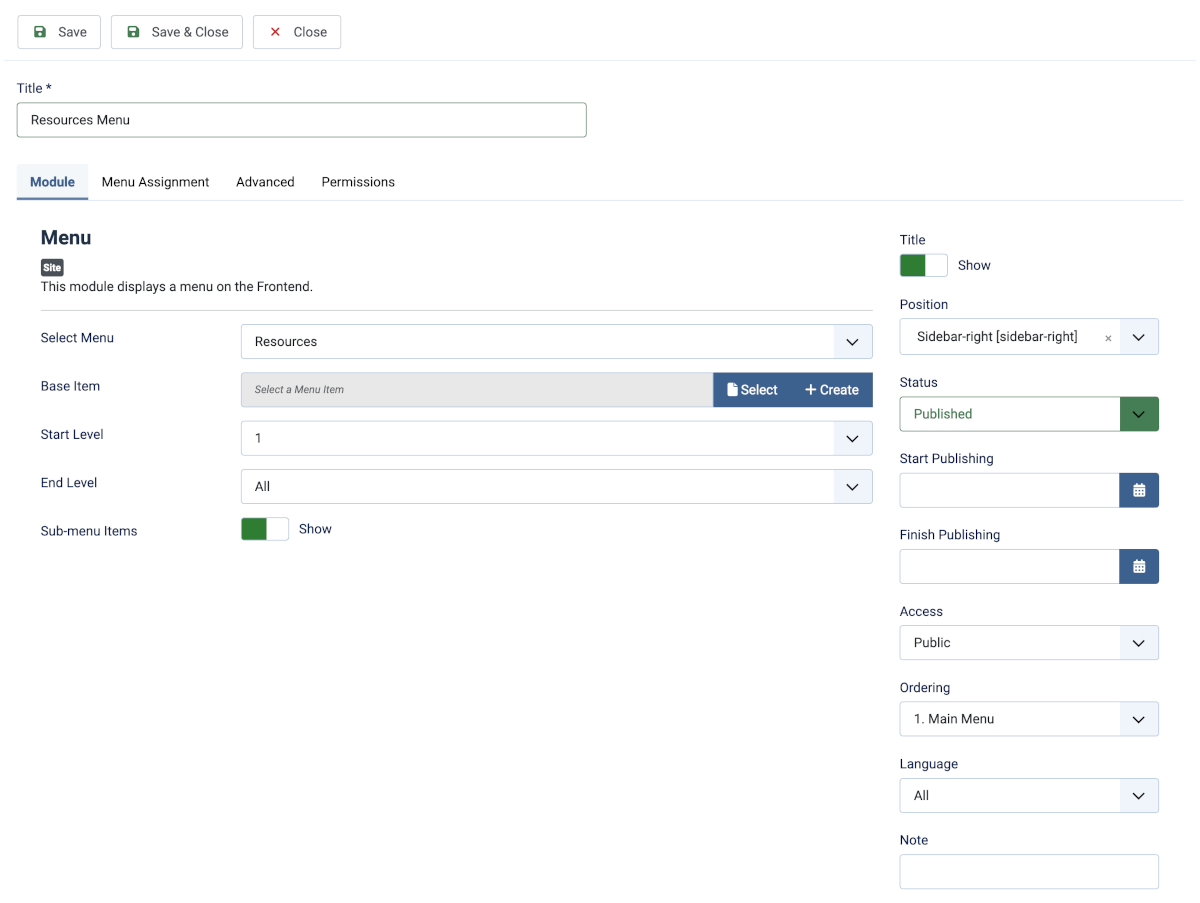 Save
Save & Close
Close
Title *
Resources Menu
Module
Menu Assignment
Advanced
Permissions
Menu
Site
This module displays a menu on the Frontend.
Select Menu
Resources
Base Item
Select a Menu Item
Select
Create
Start Level
1
End Level
All
Sub-menu Items
Show
Title
Show
Position
Sidebar-right [sidebar-right]
Status
Published
Start Publishing
Finish Publishing
Access
Public
Ordering
1. Main Menu
Language
All
Note